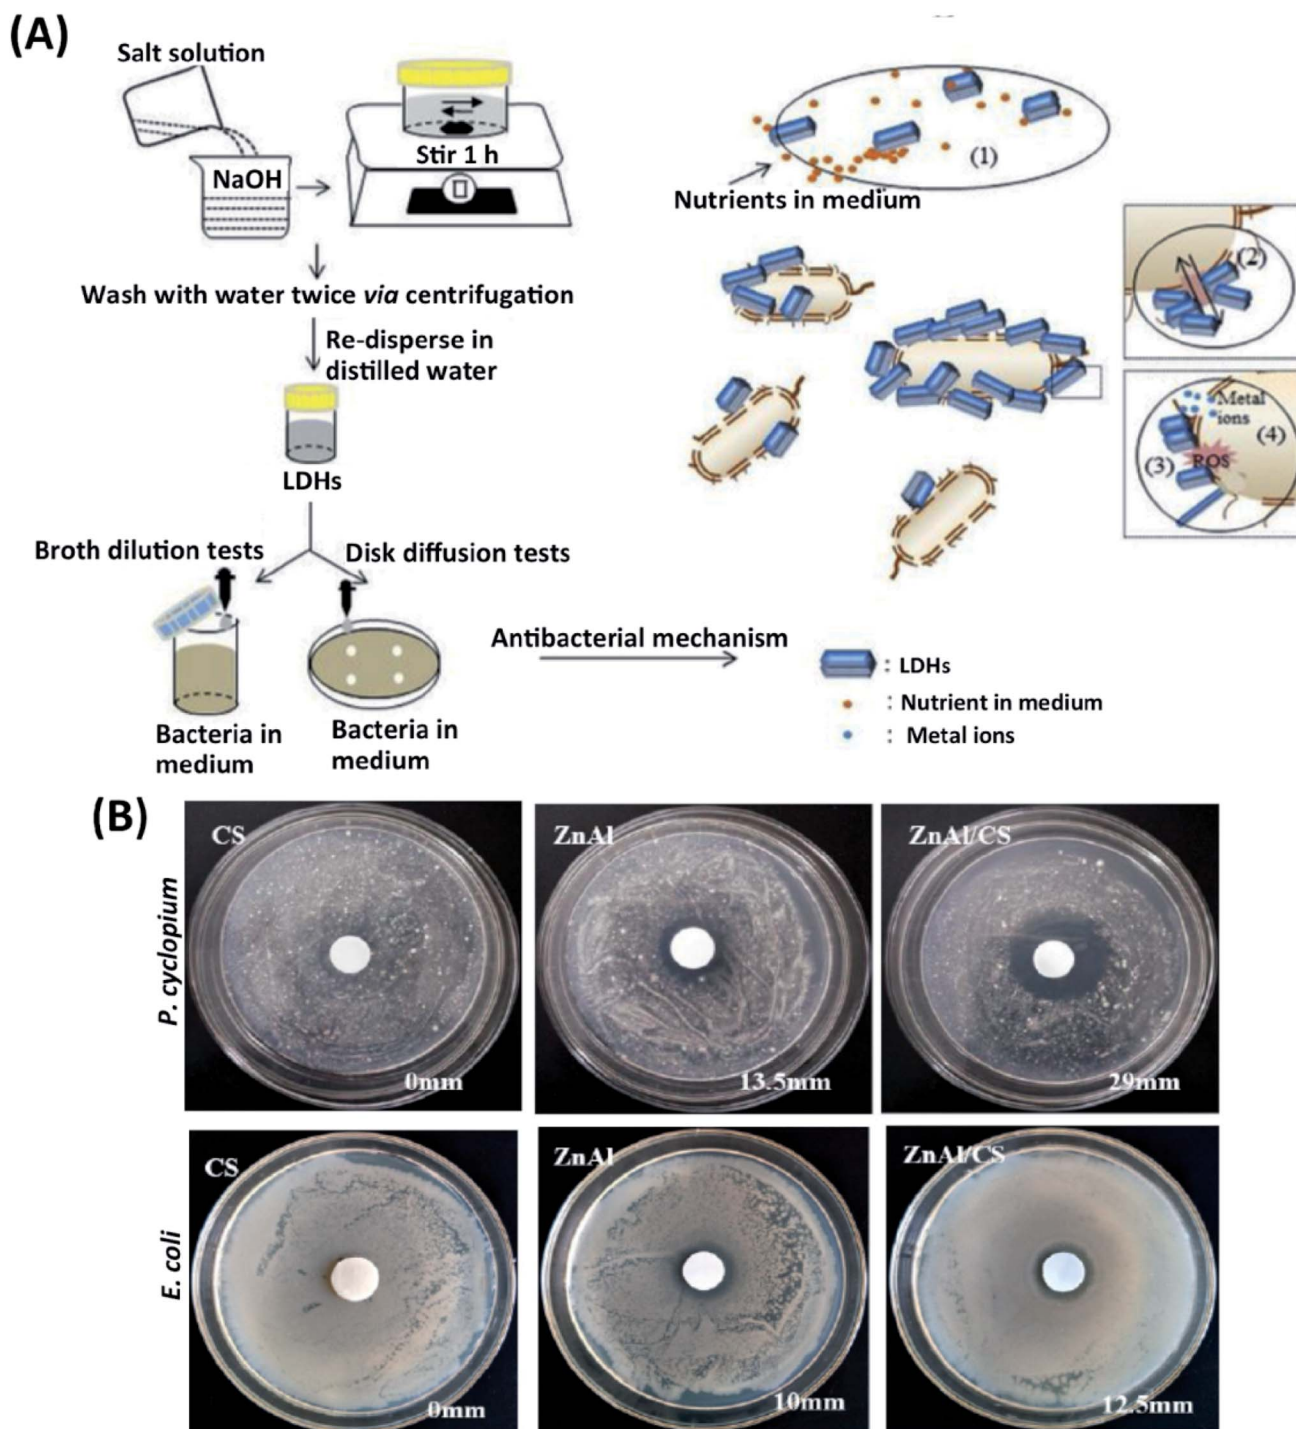 (A)
Salt solution
NaOH
Stir 1 h
Wash with water twice via centrifugation
Re-disperse in
distilled water
LDHs
Broth dilution tests
Disk diffusion tests
Bacteria in
medium
Bacteria in
medium
Antibacterial mechanism
(1)
Nutrients in medium
(2)
Metal
ions
(4)
(3)
ROS
: LDHs
: Nutrient in medium
: Metal ions
(B)
P. cyclopium
CS
0mm
ZnAl
13.5mm
ZnAl/CS
29mm
E. coli
CS
0mm
ZnAl
10mm
ZnAl/CS
12.5mm